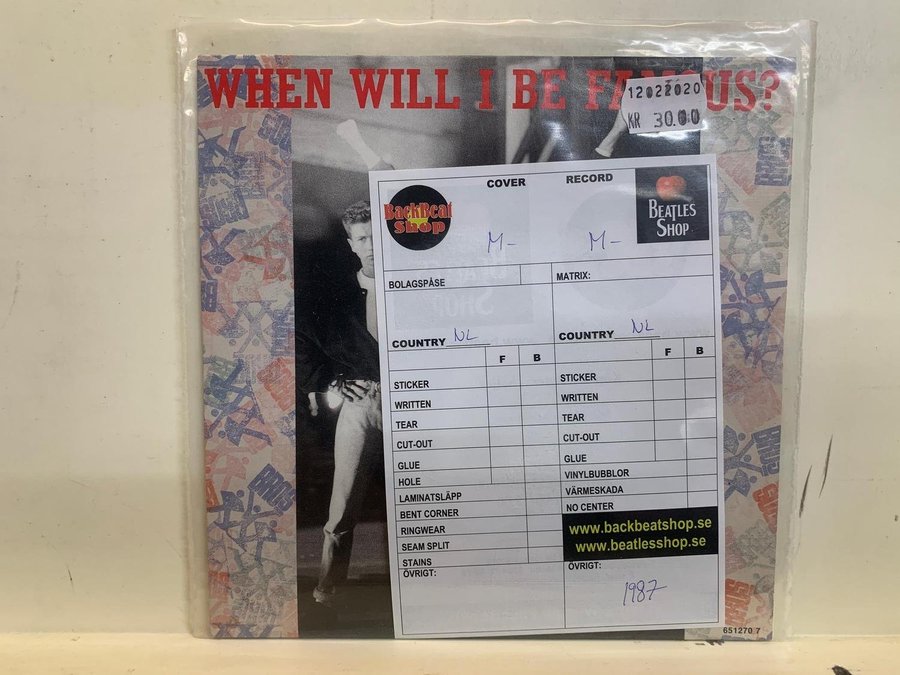 WHEN WILL I BE FA US?
12022020
KR 30.00
COVER
RECORD
BackBeat
Shop
BEATLES
SHOP
M-
M-
BOLAGSPÅSE
MATRIX:
COUNTRY NL
COUNTRY NL
F B
F B
STICKER
STICKER
WRITTEN
WRITTEN
TEAR
TEAR
CUT-OUT
CUT-OUT
GLUE
GLUE
HOLE
VINYLBUBBLOR
LAMINATSLÄPP
VÄRMESKADA
BENT CORNER
NO CENTER
RINGWEAR
www.backbeatshop.se
SEAM SPLIT
www.beatlesshop.se
STAINS
ÖVRIGT:
ÖVRIGT:
1987
651270 7